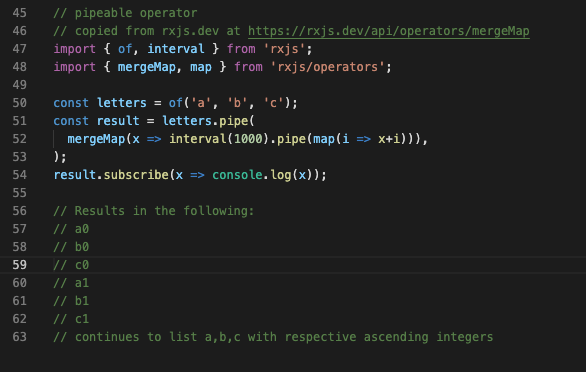 45 // pipeable operator
46 // copied from rxjs.dev at https://rxjs.dev/api/operators/mergeMap
47 import { of, interval } from 'rxjs';
48 import { mergeMap, map } from 'rxjs/operators';
49
50 const letters = of('a', 'b', 'c');
51 const result = letters.pipe(
52   mergeMap(x => interval(1000).pipe(map(i => x+i))),
53 );
54 result.subscribe(x => console.log(x));
55
56 // Results in the following:
57 // a0
58 // b0
59 // c0
60 // a1
61 // b1
62 // c1
63 // continues to list a,b,c with respective ascending integers